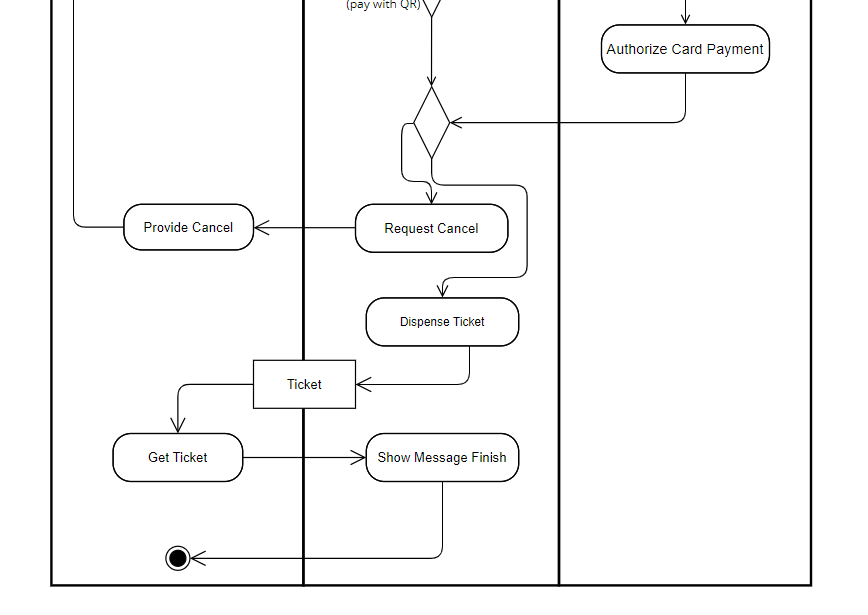 (pay with QR)
Authorize Card Payment
Provide Cancel
Request Cancel
Dispense Ticket
Ticket
Get Ticket
Show Message Finish